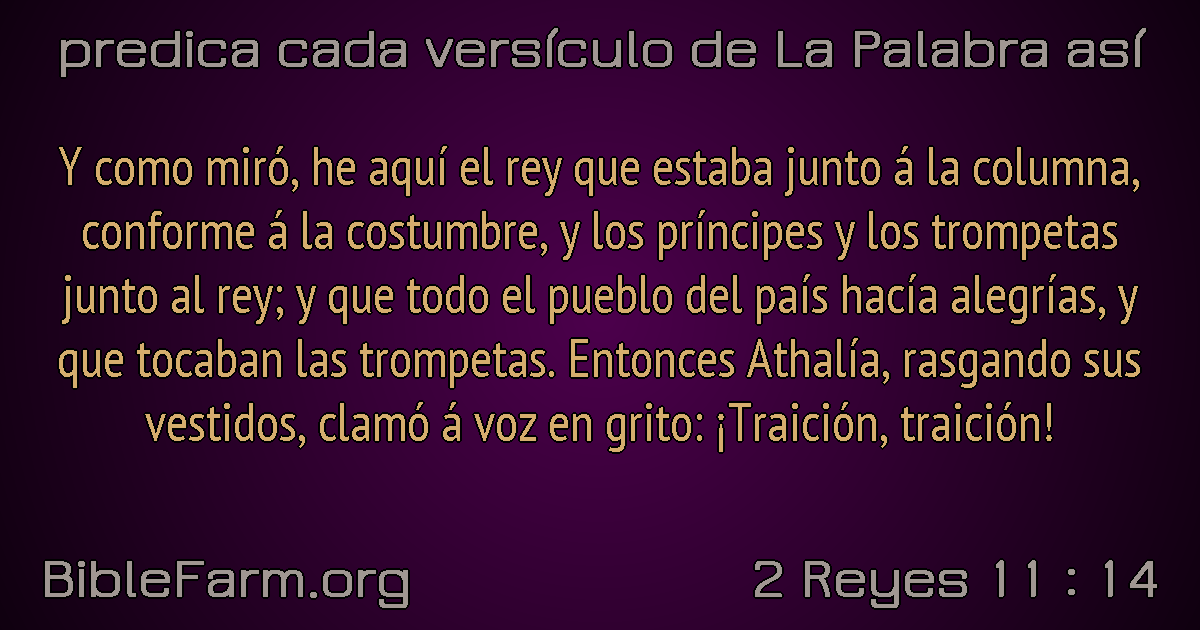 predica cada versículo de La Palabra así
Y como miró, he aquí el rey que estaba junto á la columna,
conforme á la costumbre, y los príncipes y los trompetas
junto al rey; y que todo el pueblo del país hacía alegrías, y
que tocaban las trompetas. Entonces Athalía, rasgando sus
vestidos, clamó á voz en grito: ¡Traición, traición!
BibleFarm.org
2 Reyes 11 : 14